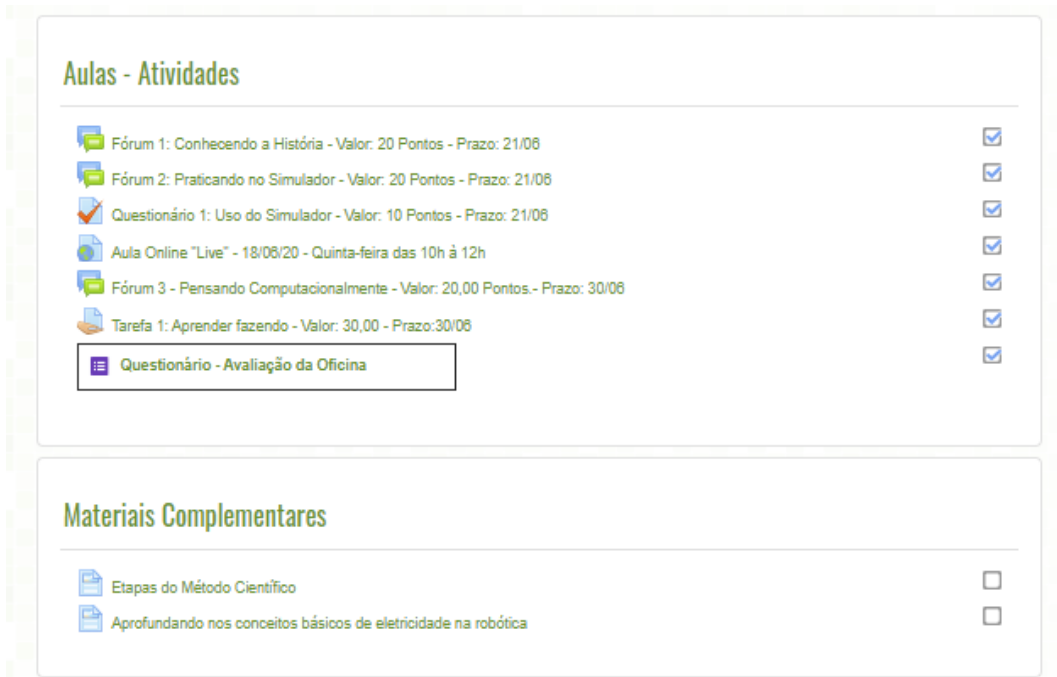 Aulas - Atividades
Fórum 1: Conhecendo a História - Valor: 20 Pontos - Prazo: 21/06
Fórum 2: Praticando no Simulador - Valor: 20 Pontos - Prazo: 21/06
Questionário 1: Uso do Simulador - Valor: 10 Pontos - Prazo: 21/06
Aula Online "Live" - 18/06/20 - Quinta-feira das 10h á 12h
Fórum 3 - Pensando Computacionalmente - Valor: 20,00 Pontos.- Prazo: 30/06
Tarefa 1: Aprender fazendo - Valor: 30,00 - Prazo:30/06
Questionário - Avaliação da Oficina
Materiais Complementares
Etapas do Método Científico
Aprofundando nos conceitos básicos de eletricidade na robótica